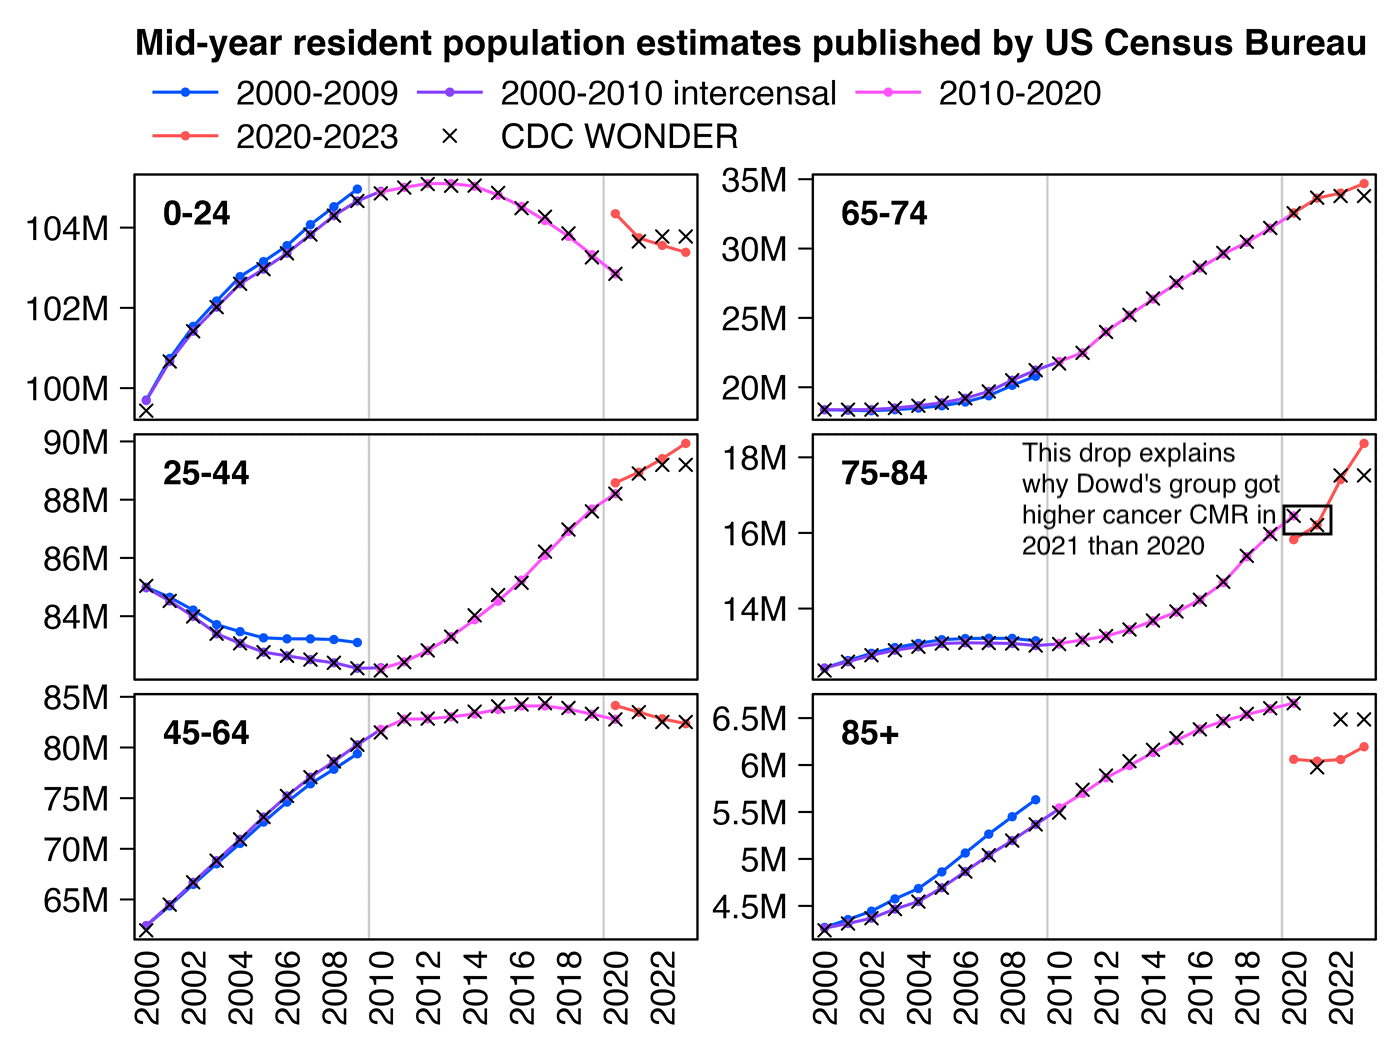 Mid-year resident population estimates published by US Census Bureau
2000-2009
2000-2010 intercensal
2010-2020
2020-2023
CDC WONDER
0-24
104M
102M
100M
65-74
35M
30M
25M
20M
25-44
90M
88M
86M
84M
75-84
This drop explains
why Dowd's group got
higher cancer CMR in
2021 than 2020
18M
16M
14M
45-64
85M
80M
75M
70M
65M
85+
6.5M
6M
5.5M
5M
4.5M
2000 2002 2004 2006 2008 2010 2012 2014 2016 2018 2020 2022
2000 2002 2004 2006 2008 2010 2012 2014 2016 2018 2020 2022